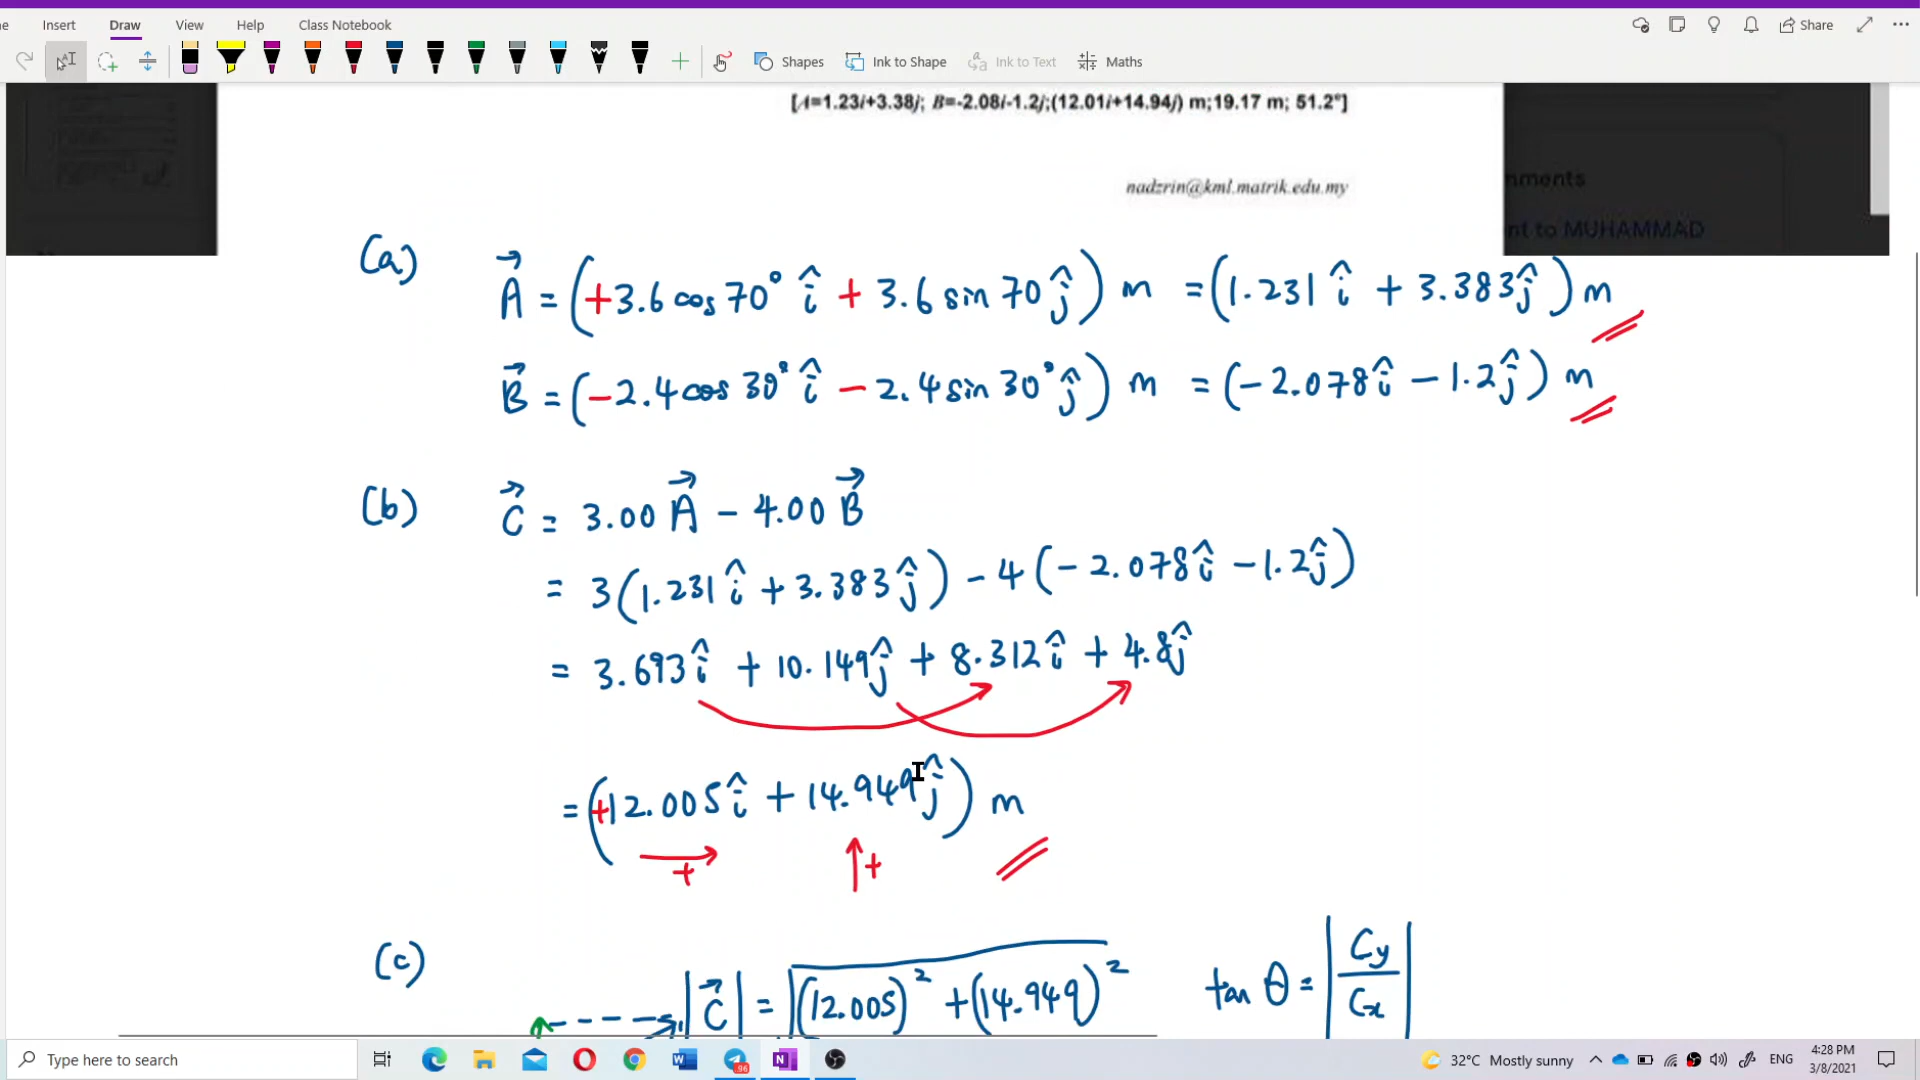 Insert Draw View Help Class Notebook Share
Shapes Ink to Shape Ink to Text Maths
[A=1.23i+3.38j; B=-2.08i-1.2j;(12.01i+14.94j) m;19.17 m; 51.2°]
nadzrin@kml.matrik.edu.my
nments
nt to MUHAMMAD
(a) A⃗ = (+3.6 cos 70° î + 3.6 sin 70 ĵ) m = (1.231 î + 3.383 ĵ) m
B⃗ = (-2.4 cos 30° î - 2.4 sin 30° ĵ) m = (-2.078 î - 1.2 ĵ) m
(b) C⃗ = 3.00 A⃗ - 4.00 B⃗
= 3(1.231 î + 3.383 ĵ) - 4(-2.078 î - 1.2 ĵ)
= 3.693 î + 10.149 ĵ + 8.312 î + 4.8 ĵ
= (+12.005 î + 14.949 ĵ) m
+ +
(c) |C⃗| = √(12.005)² + (14.949)² tan θ = |Cy/Cx|
Type here to search 96 N W 32°C Mostly sunny ENG 4:28 PM
3/8/2021